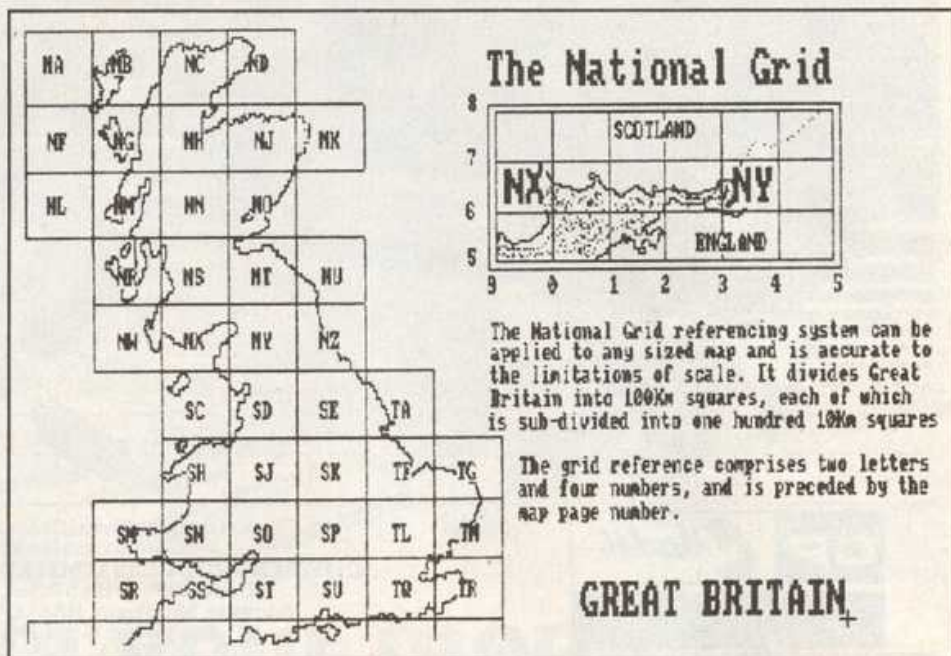 The National Grid
NA NB NC ND
NF NG NH NJ NK
NL NM NN NO
NR NS NT NU
NW NX NY NZ
SC SD SE TA
SH SJ SK TF TG
SM SN SO SP TL TM
SR SS ST SU TQ TR
8
7
6
5
SCOTLAND
NX NY
ENGLAND
9 0 1 2 3 4 5
The National Grid referencing system can be
applied to any sized map and is accurate to
the limitations of scale. It divides Great
Britain into 100Km squares, each of which
is sub-divided into one hundred 10Km squares
The grid reference comprises two letters
and four numbers, and is preceded by the
map page number.
GREAT BRITAIN